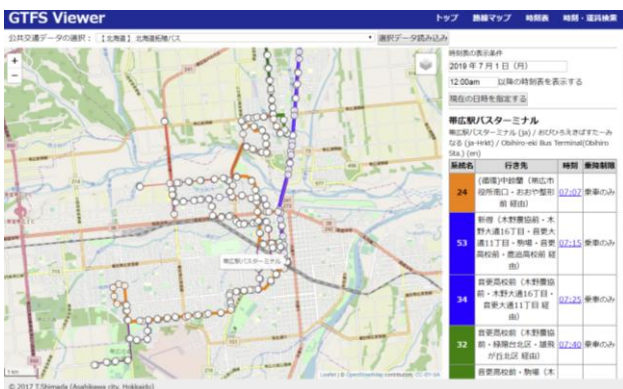 GTFS Viewer
トップ 路線マップ 時刻表 時刻・運賃検索
公共交通データの選択： 【北海道】北海道拓殖バス
選択データ読み込み
時刻表の表示条件
2019 年 7 月 1 日 （月）
12:00am 以降の時刻表を表示する
現在の日時を指定する
帯広駅バスターミナル
帯広駅バスターミナル (ja) / おびひろえきばすたーみ
なる (ja-Hrkt) / Obihiro-eki Bus Terminal(Obihiro
Sta.) (en)
系統名 行き先 時刻 乗降制限
24 (循環)中鈴蘭（帯広市
役所南口・おおや整形
前 経由） 07:07 乗車のみ
53 新得（木野農協前・木
野大通16丁目・音更大
通11丁目・駒場・音更
高校前・鹿追高校前 経
由） 07:15 乗車のみ
34 音更高校前（木野農協
前・木野大通16丁目・
音更大通11丁目 経
由） 07:25 乗車のみ
32 音更高校前（木野農協
前・緑陽台北区・雄飛
が丘北区 経由） 07:40 乗車のみ
音更高校前・駒場（木
帯広駅バスターミナル
+
−
1 km
Leaflet | © OpenStreetMap contributors, CC-BY-SA
© 2017 T.Shimada (Asahikawa city, Hokkaido)